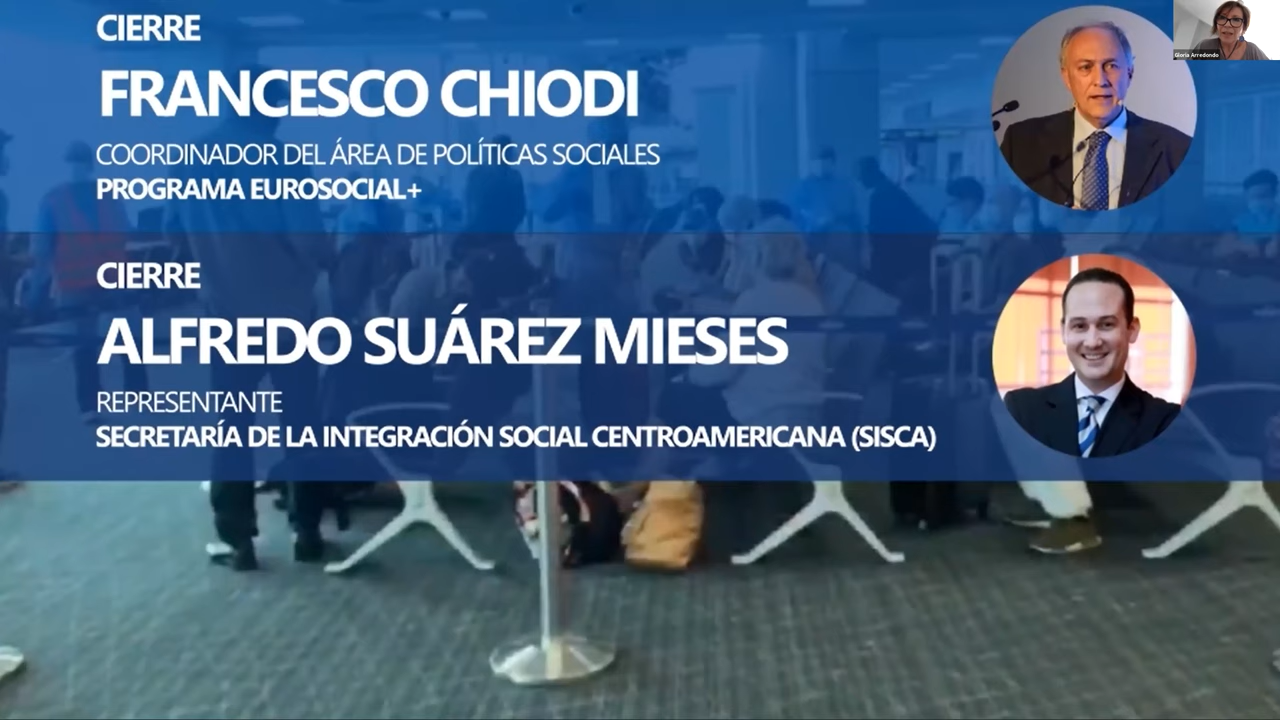 CIERRE
FRANCESCO CHIODI
COORDINADOR DEL ÁREA DE POLÍTICAS SOCIALES
PROGRAMA EUROSOCIAL+
Gloria Arredondo
CIERRE
ALFREDO SUÁREZ MIESES
REPRESENTANTE
SECRETARÍA DE LA INTEGRACIÓN SOCIAL CENTROAMERICANA (SISCA)